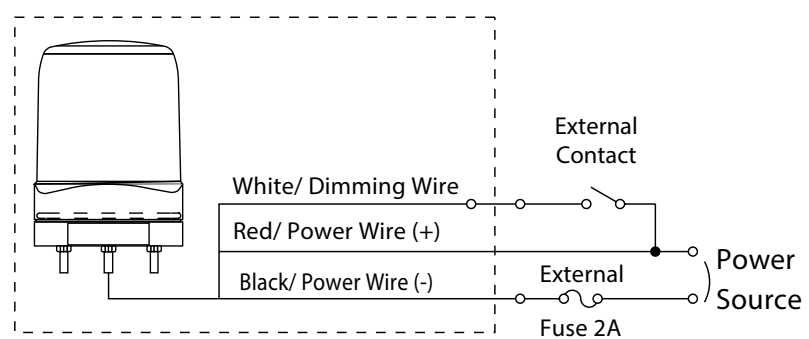 External
Contact
White/ Dimming Wire
Red/ Power Wire (+)
Black/ Power Wire (-)
External
Fuse 2A
Power
Source